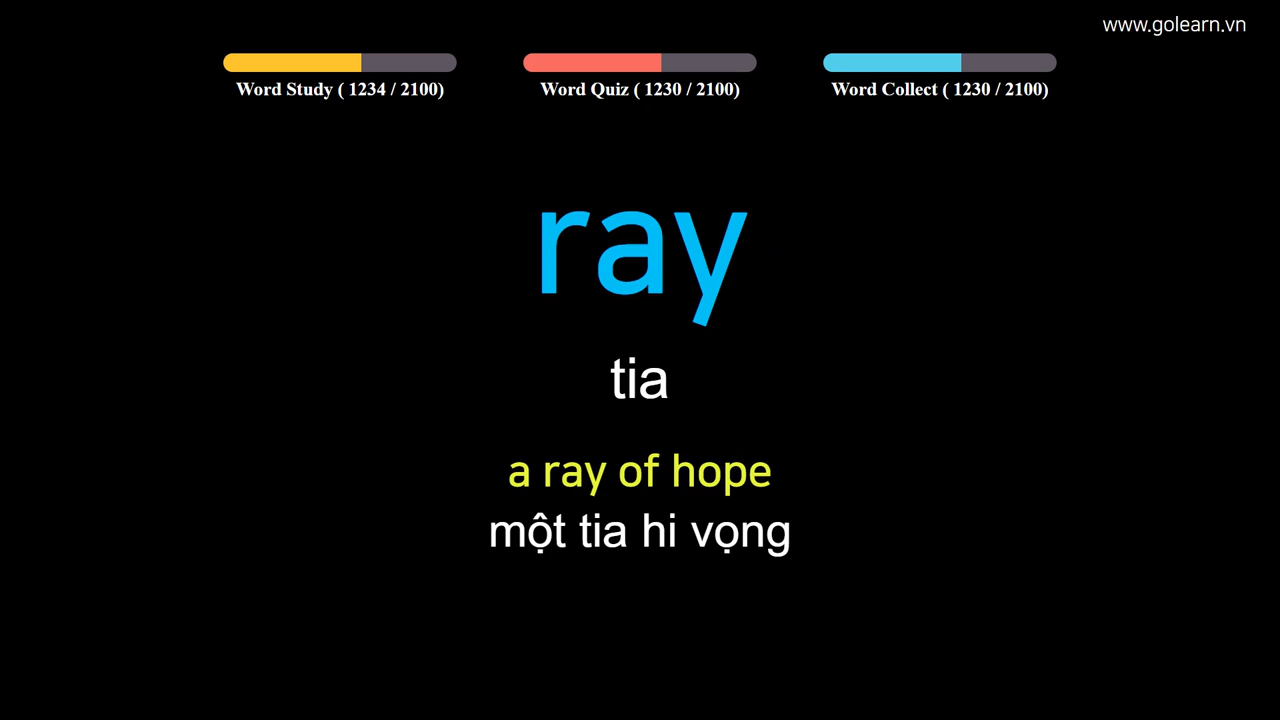 www.golearn.vn
Word Study ( 1234 / 2100)
Word Quiz ( 1230 / 2100)
Word Collect ( 1230 / 2100)
ray
tia
a ray of hope
một tia hi vọng